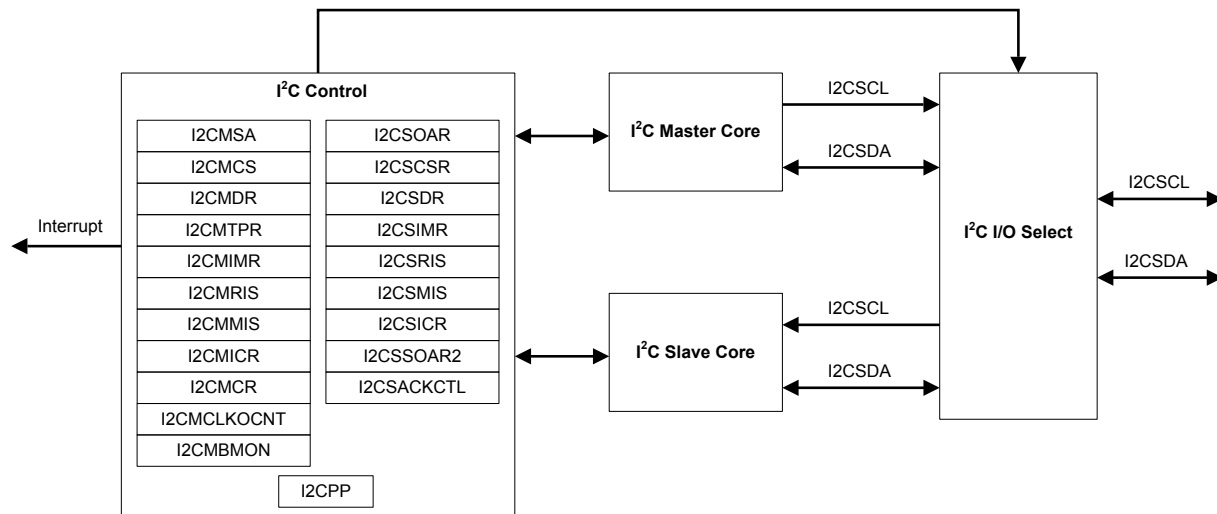 I²C Control
I2CMSA
I2CMCS
I2CMDR
I2CMTPR
I2CMIMR
I2CMRIS
I2CMMIS
I2CMICR
I2CMCR
I2CMCLKOCNT
I2CMBMON
I2CSOAR
I2CSCSR
I2CSDR
I2CSIMR
I2CSRIS
I2CSMIS
I2CSICR
I2CSSOAR2
I2CSACKCTL
I2CPP
Interrupt
I²C Master Core
I2CSCL
I2CSDA
I²C Slave Core
I2CSCL
I2CSDA
I²C I/O Select
I2CSCL
I2CSDA